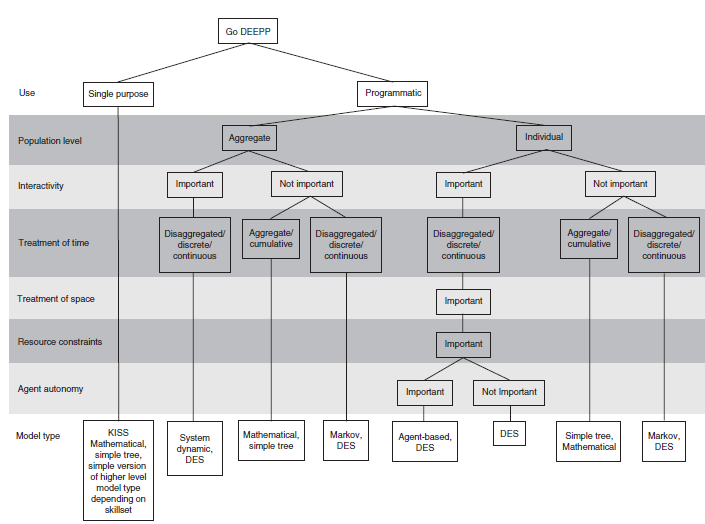 Go DEEPP
Use
Single purpose
Programmatic
Population level
Aggregate
Individual
Interactivity
Important
Not important
Important
Not important
Treatment of time
Disaggregated/
discrete/
continuous
Aggregate/
cumulative
Disaggregated/
discrete/
continuous
Disaggregated/
discrete/
continuous
Aggregate/
cumulative
Disaggregated/
discrete/
continuous
Treatment of space
Important
Resource constraints
Important
Agent autonomy
Important
Not Important
Model type
KISS
Mathematical,
simple tree,
simple version
of higher level
model type
depending on
skillset
System
dynamic,
DES
Mathematical,
simple tree
Markov,
DES
Agent-based,
DES
DES
Simple tree,
Mathematical
Markov,
DES